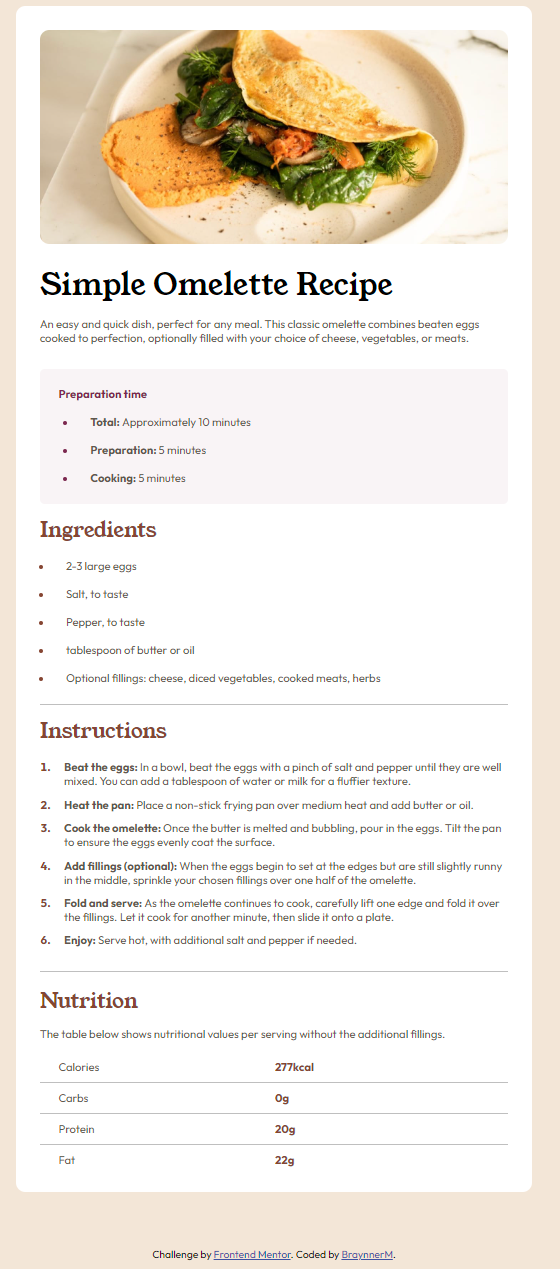 Simple Omelette Recipe
An easy and quick dish, perfect for any meal. This classic omelette combines beaten eggs
cooked to perfection, optionally filled with your choice of cheese, vegetables, or meats.
Preparation time
• Total: Approximately 10 minutes
• Preparation: 5 minutes
• Cooking: 5 minutes
Ingredients
• 2-3 large eggs
• Salt, to taste
• Pepper, to taste
• tablespoon of butter or oil
• Optional fillings: cheese, diced vegetables, cooked meats, herbs
Instructions
1. Beat the eggs: In a bowl, beat the eggs with a pinch of salt and pepper until they are well
mixed. You can add a tablespoon of water or milk for a fluffier texture.
2. Heat the pan: Place a non-stick frying pan over medium heat and add butter or oil.
3. Cook the omelette: Once the butter is melted and bubbling, pour in the eggs. Tilt the pan
to ensure the eggs evenly coat the surface.
4. Add fillings (optional): When the eggs begin to set at the edges but are still slightly runny
in the middle, sprinkle your chosen fillings over one half of the omelette.
5. Fold and serve: As the omelette continues to cook, carefully lift one edge and fold it over
the fillings. Let it cook for another minute, then slide it onto a plate.
6. Enjoy: Serve hot, with additional salt and pepper if needed.
Nutrition
The table below shows nutritional values per serving without the additional fillings.
Calories 277kcal
Carbs 0g
Protein 20g
Fat 22g
Challenge by Frontend Mentor. Coded by BraynnerM.